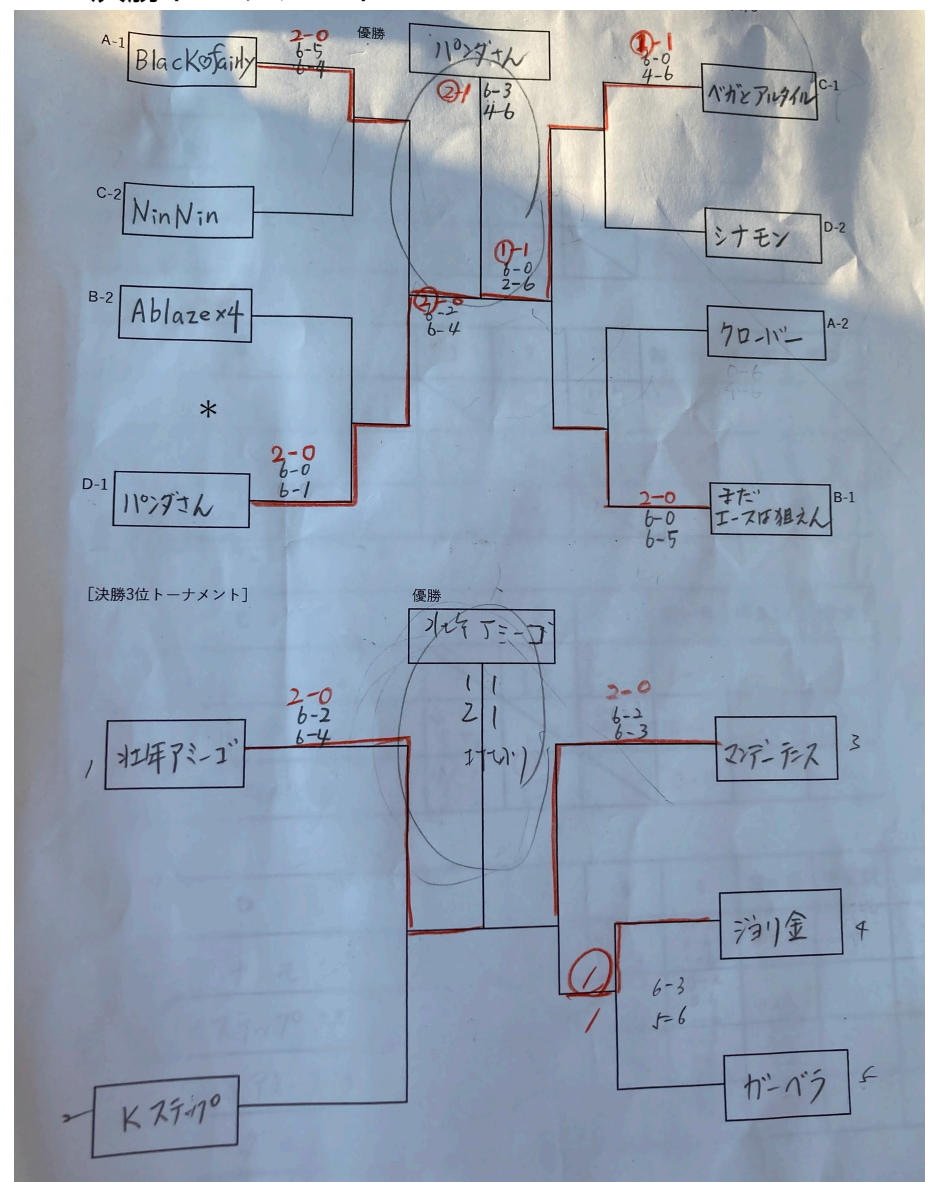 A-1
BlacK♡fairy
2-0
6-5
6-4
優勝
パンダさん
②-1
6-3
4-6
①-1
6-0
4-6
ベガとアルタイル
C-1
C-2
NinNin
シナモン
D-2
①-1
6-0
2-6
B-2
Ablaze×4
②-0
6-2
6-4
クローバー
A-2
*
D-1
パンダさん
2-0
6-0
6-1
2-0
6-0
6-5
まだ
エースは狙えん
B-1
[決勝3位トーナメント]
優勝
壮年アミーゴ
1 1
2 1
1
壮年アミーゴ
2-0
6-2
6-4
2-0
6-2
6-3
マンデーテニス
3
ジョリ金
4
①
1
6-3
5-6
2
Kステップ
ガーベラ
5